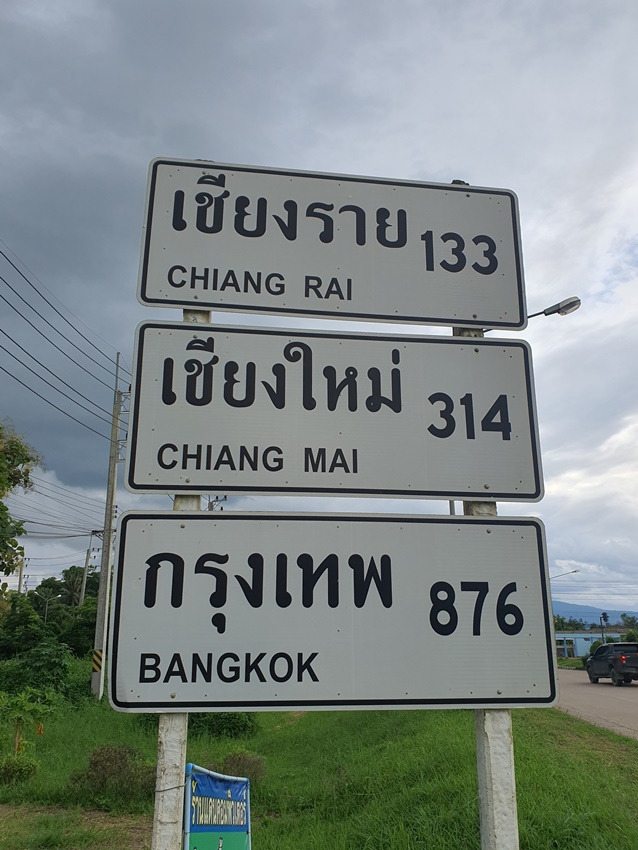 เชียงราย 133
CHIANG RAI
เชียงใหม่ 314
CHIANG MAI
กรุงเทพ 876
BANGKOK